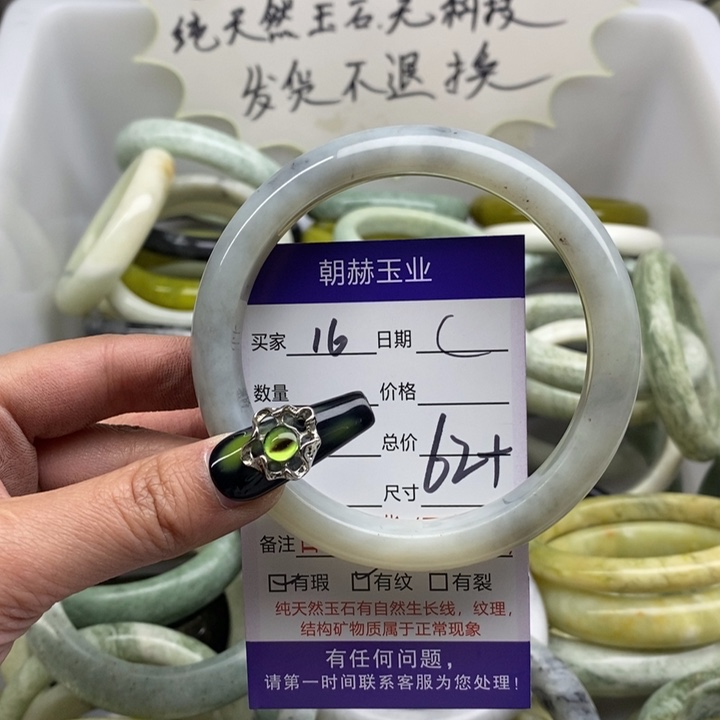 纯天然玉石.无科技
发货不退换
朝赫玉业
买家 16 日期
数量 价格
总价
尺寸 62+
备注
有瑕 有纹 有裂
纯天然玉石有自然生长线，纹理，
结构矿物质属于正常现象
有任何问题，
请第一时间联系客服为您处理！